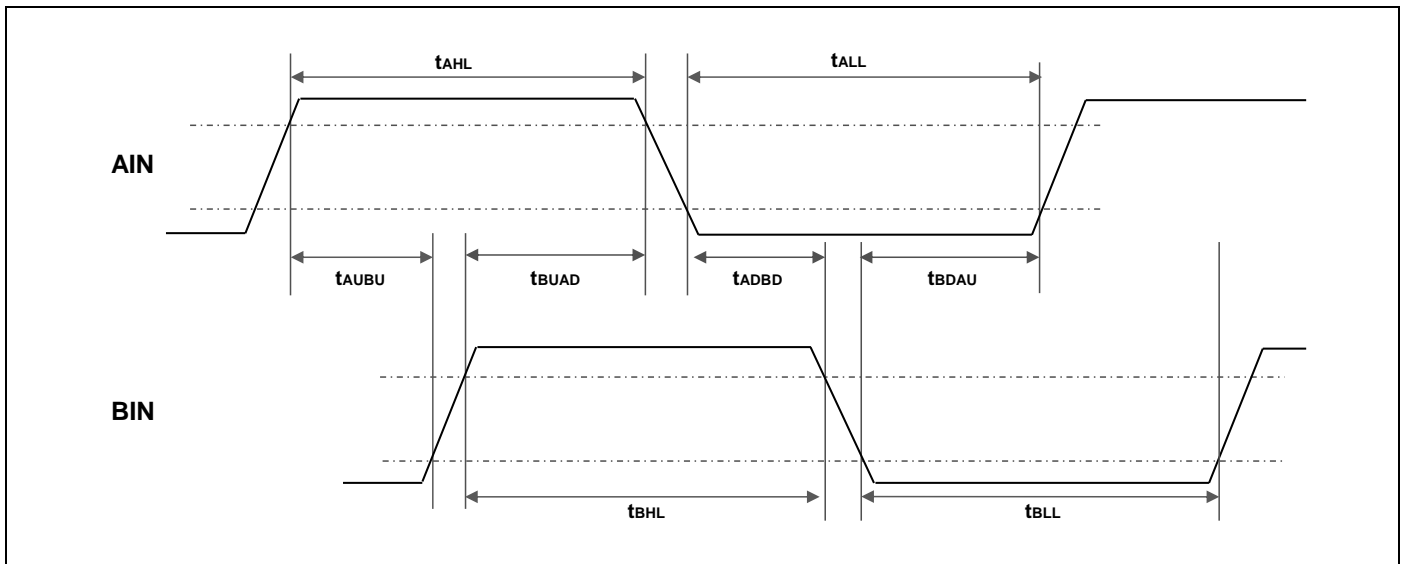 tAHL
tALL
AIN
tAUBU
tBUAD
tADBD
tBDAU
BIN
tBHL
tBLL